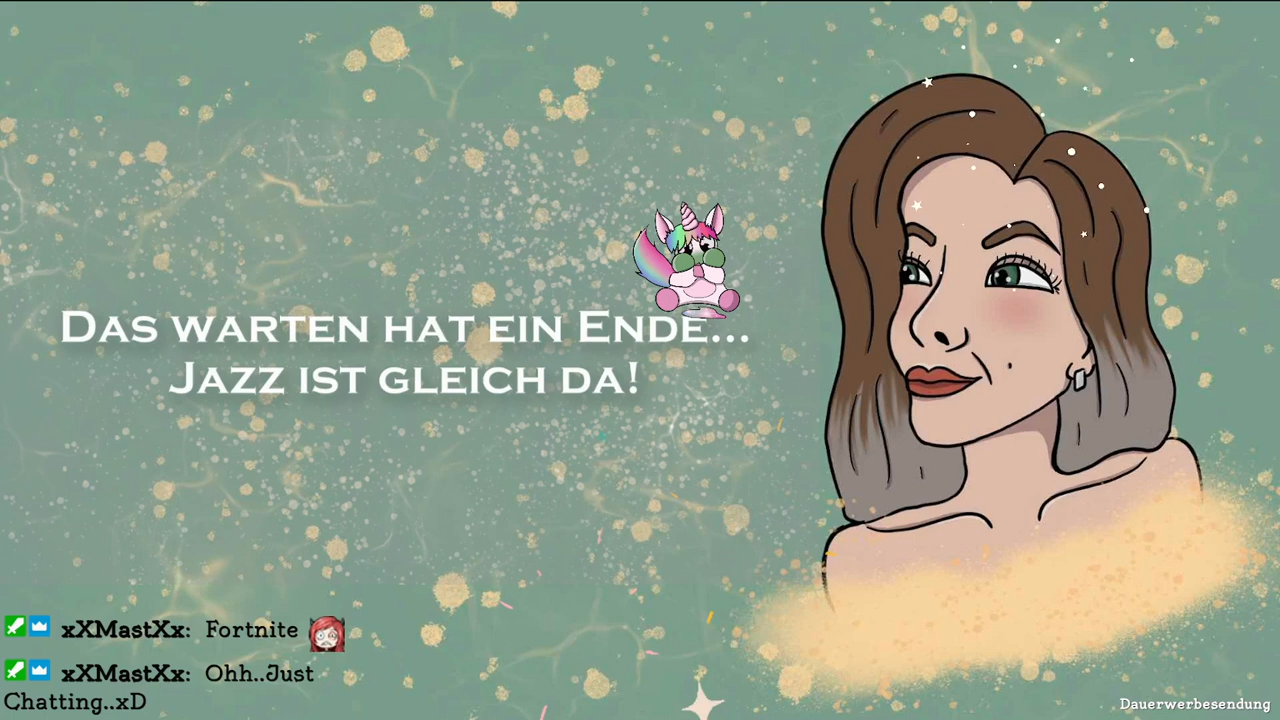 Das warten hat ein Ende...
Jazz ist gleich da!
xXMastXx: Fortnite
xXMastXx: Ohh..Just
Chatting..xD
Dauerwerbesendung